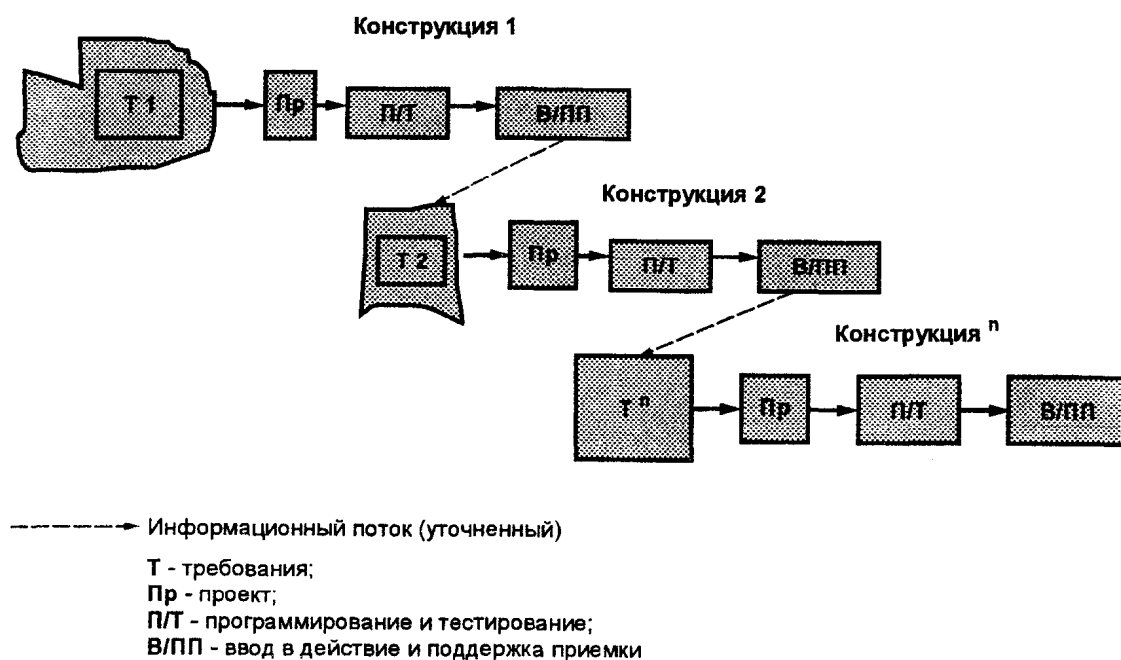 Конструкция 1
Т 1
Пр
П/Т
В/ПП
Конструкция 2
Т 2
Пр
П/Т
В/ПП
Конструкция n
Т n
Пр
П/Т
В/ПП
Информационный поток (уточненный)
Т - требования;
Пр - проект;
П/Т - программирование и тестирование;
В/ПП - ввод в действие и поддержка приемки